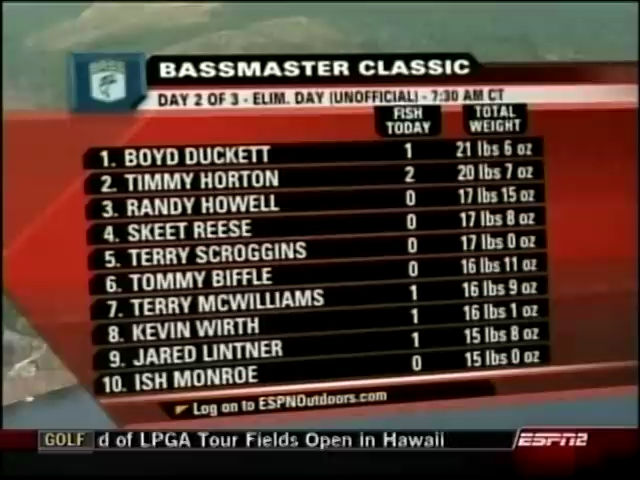 BASSMASTER CLASSIC
DAY 2 OF 3 - ELIM. DAY (UNOFFICIAL) - 7:30 AM CT
FISH TODAY TOTAL WEIGHT
1. BOYD DUCKETT 1 21 lbs 6 oz
2. TIMMY HORTON 2 20 lbs 7 oz
3. RANDY HOWELL 0 17 lbs 15 oz
4. SKEET REESE 0 17 lbs 8 oz
5. TERRY SCROGGINS 0 17 lbs 0 oz
6. TOMMY BIFFLE 0 16 lbs 11 oz
7. TERRY MCWILLIAMS 1 16 lbs 9 oz
8. KEVIN WIRTH 1 16 lbs 1 oz
9. JARED LINTNER 1 15 lbs 8 oz
10. ISH MONROE 0 15 lbs 0 oz
Log on to ESPNOutdoors.com
GOLF d of LPGA Tour Fields Open in Hawaii ESPN2